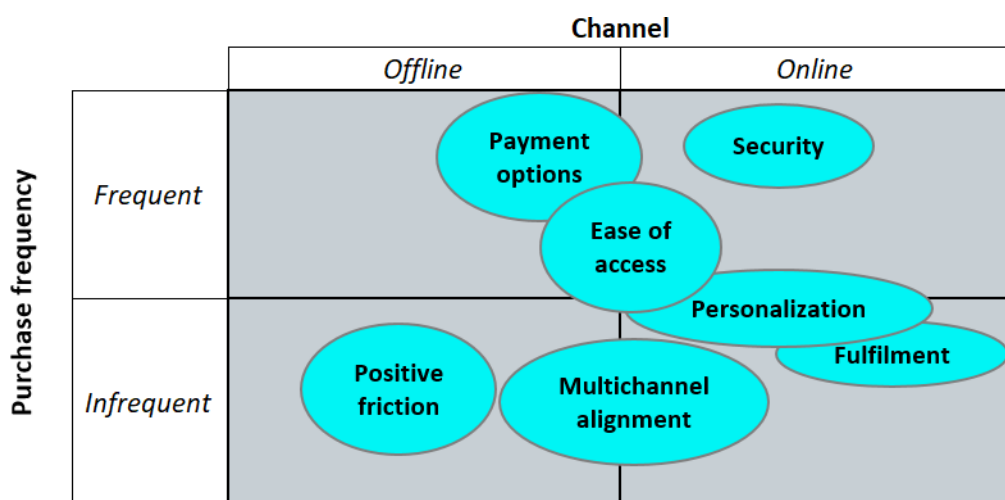 Channel
Offline
Online
Purchase frequency
Frequent
Infrequent
Payment
options
Security
Ease of
access
Personalization
Fulfilment
Positive
friction
Multichannel
alignment